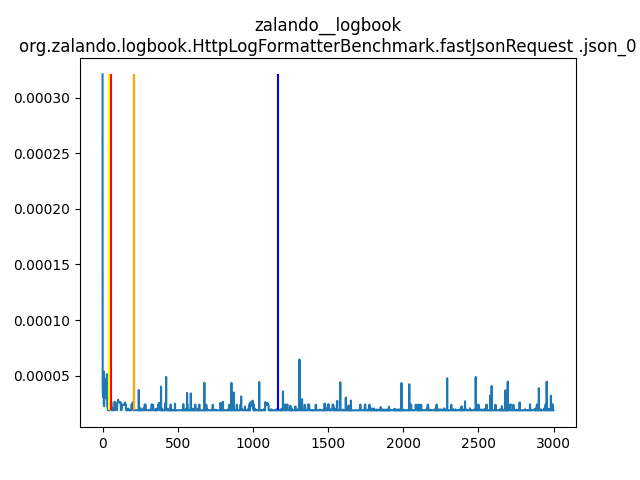 zalando__logbook
org.zalando.logbook.HttpLogFormatterBenchmark.fastJsonRequest .json_0
0.00030
0.00025
0.00020
0.00015
0.00010
0.00005
0 500 1000 1500 2000 2500 3000